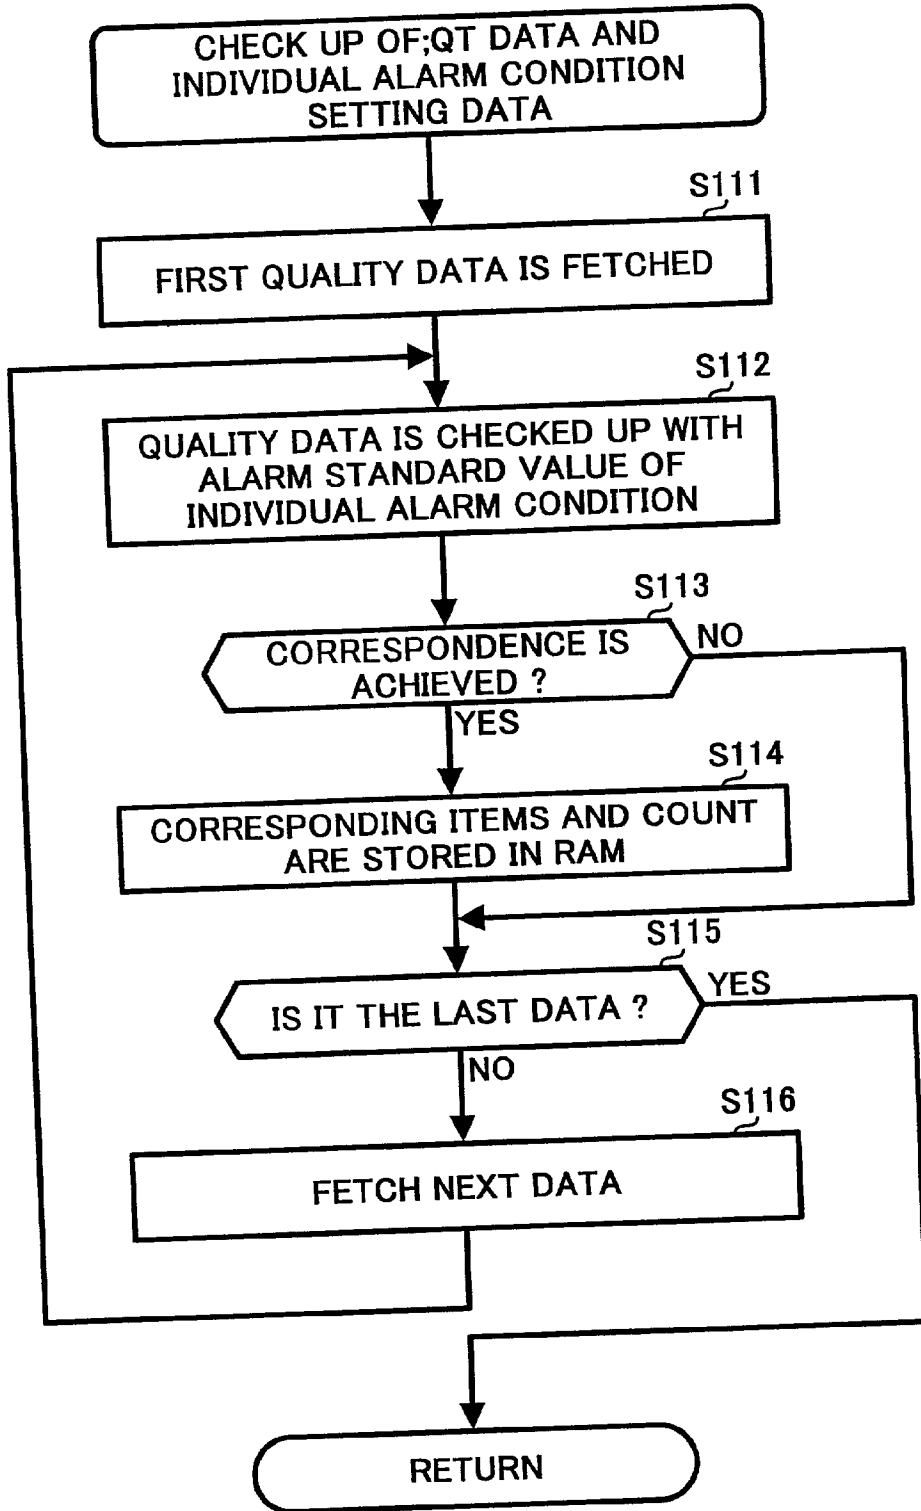 CHECK UP OF;QT DATA AND
INDIVIDUAL ALARM CONDITION
SETTING DATA
S111
FIRST QUALITY DATA IS FETCHED
S112
QUALITY DATA IS CHECKED UP WITH
ALARM STANDARD VALUE OF
INDIVIDUAL ALARM CONDITION
S113
CORRESPONDENCE IS
ACHIEVED ?
NO
YES
S114
CORRESPONDING ITEMS AND COUNT
ARE STORED IN RAM
S115
IS IT THE LAST DATA ?
YES
NO
S116
FETCH NEXT DATA
RETURN